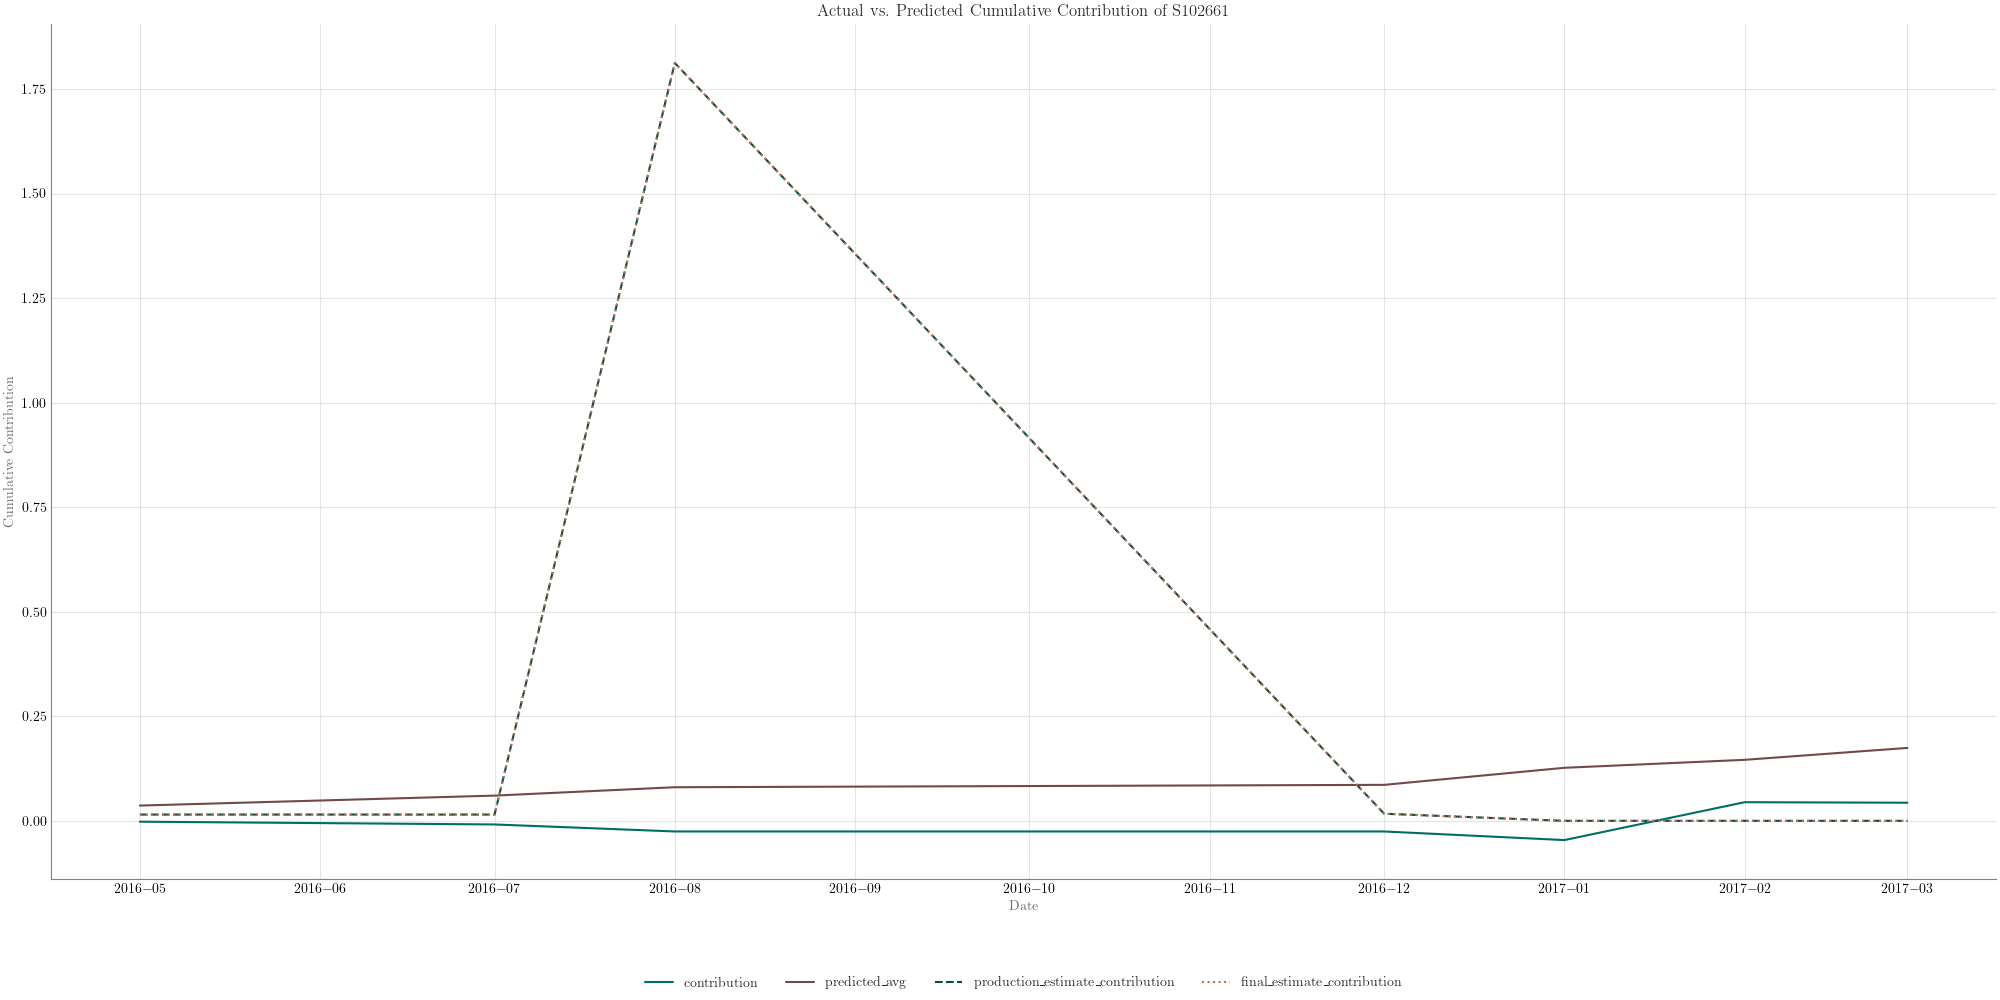 Actual vs. Predicted Cumulative Contribution of S102661
Cumulative Contribution
1.75
1.50
1.25
1.00
0.75
0.50
0.25
0.00
2016−05 2016−06 2016−07 2016−08 2016−09 2016−10 2016−11 2016−12 2017−01 2017−02 2017−03
Date
contribution predicted_avg production_estimate_contribution final_estimate_contribution